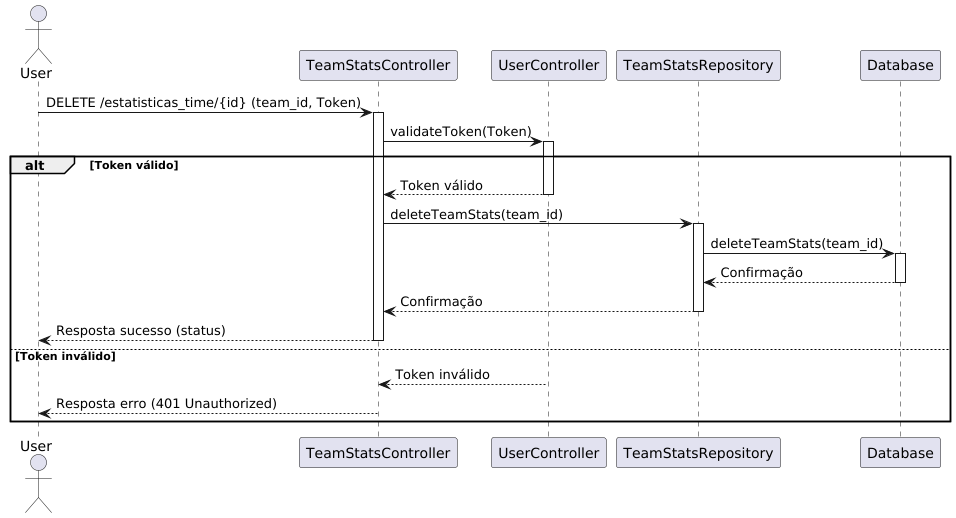 User
TeamStatsController
UserController
TeamStatsRepository
Database
DELETE /estatisticas_time/{id} (team_id, Token)
validateToken(Token)
alt
[Token válido]
Token válido
deleteTeamStats(team_id)
deleteTeamStats(team_id)
Confirmação
Confirmação
Resposta sucesso (status)
[Token inválido]
Token inválido
Resposta erro (401 Unauthorized)
User
TeamStatsController
UserController
TeamStatsRepository
Database